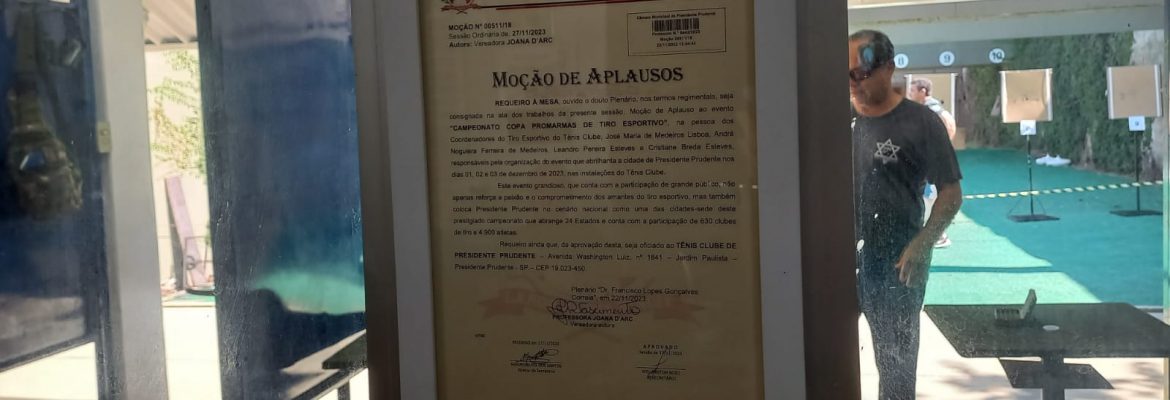 MOÇÃO Nº 00511/18
Sessão Ordinária de: 27/11/2023
Autora: Vereadora JOANA D'ARC
Câmara Municipal de Presidente Prudente
MOÇÃO DE APLAUSOS
REQUEIRO À MESA, ouvido o douto Plenário, nos termos regimentais, seja
consignada na ata dos trabalhos da presente sessão, Moção de Aplauso ao evento
"CAMPEONATO COPA PROMARMAS DE TIRO ESPORTIVO", na pessoa dos
Coordenadores do Tiro Esportivo do Tênis Clube, José Maria de Medeiros Lisboa, André
Nogueira Ferreira de Medeiros, Leandro Pereira Esteves e Cristiane Breda Esteves,
responsáveis pela organização do evento que abrilhanta a cidade de Presidente Prudente nos
dias 01, 02 e 03 de dezembro de 2023, nas instalações do Tênis Clube.
Este evento grandioso, que conta com a participação de grande público, não
apenas reforça a paixão e o comprometimento dos amantes do tiro esportivo, mas também
coloca Presidente Prudente no cenário nacional como uma das cidades-sede deste
prestigiado campeonato que abrange 24 Estados e conta com a participação de 630 clubes
de tiro e 4.900 atletas.
Requeiro ainda que, da aprovação desta, seja oficiado ao TÊNIS CLUBE DE
PRESIDENTE PRUDENTE – Avenida Washington Luiz, nº 1641 – Jardim Paulista –
Presidente Prudente - SP – CEP 19.023-450.
Plenário "Dr. Francisco Lopes Gonçalves
Correia", em 22/11/2023
PROFESSORA JOANA D'ARC
Vereadora-autora
APROVADO
8
9
10